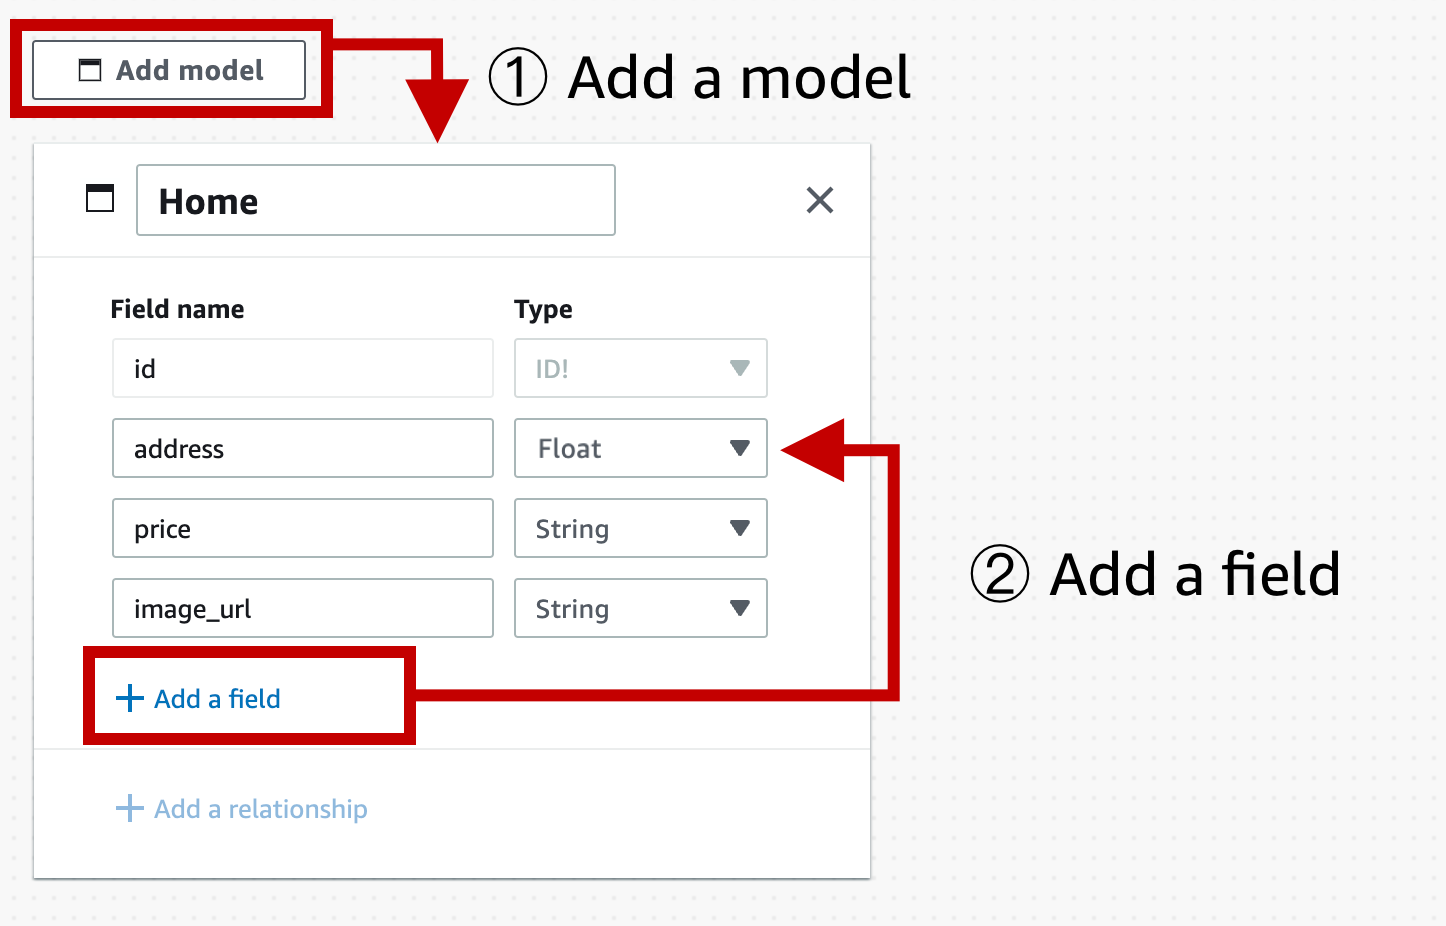 Add model
① Add a model
Home
Field name Type
id ID!
address Float
price String
image_url String
② Add a field
Add a field
Add a relationship